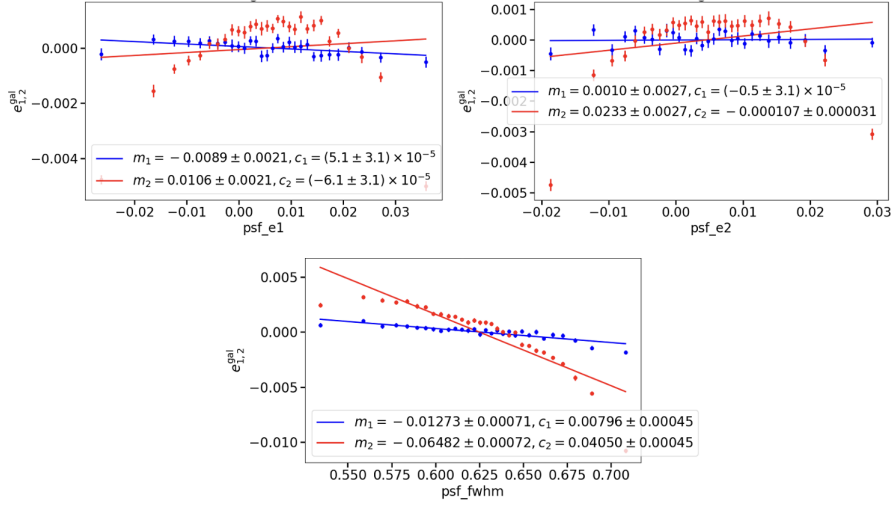 0.000
−0.002
−0.004
e^{gal}_{1,2}
m₁ = −0.0089 ± 0.0021, c₁ = (5.1 ± 3.1) × 10⁻⁵
m₂ = 0.0106 ± 0.0021, c₂ = (−6.1 ± 3.1) × 10⁻⁵
−0.02 −0.01 0.00 0.01 0.02 0.03
psf_e1
0.001
0.000
−0.001
−0.002
−0.003
−0.004
−0.005
e^{gal}_{1,2}
m₁ = 0.0010 ± 0.0027, c₁ = (−0.5 ± 3.1) × 10⁻⁵
m₂ = 0.0233 ± 0.0027, c₂ = −0.000107 ± 0.000031
−0.02 −0.01 0.00 0.01 0.02 0.03
psf_e2
0.005
0.000
−0.005
−0.010
e^{gal}_{1,2}
m₁ = −0.01273 ± 0.00071, c₁ = 0.00796 ± 0.00045
m₂ = −0.06482 ± 0.00072, c₂ = 0.04050 ± 0.00045
0.550 0.575 0.600 0.625 0.650 0.675 0.700
psf_fwhm